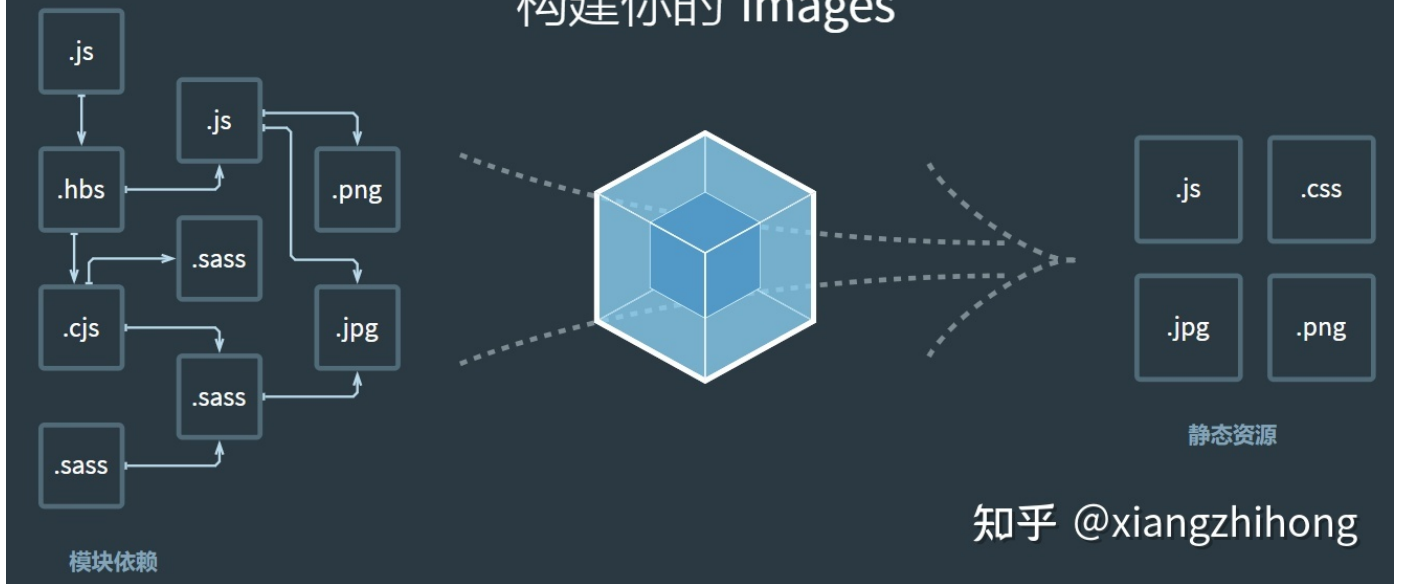 构建你的 Images
.js
.js
.hbs
.png
.sass
.cjs
.jpg
.sass
.sass
模块依赖
.js
.css
.jpg
.png
静态资源
知乎 @xiangzhihong